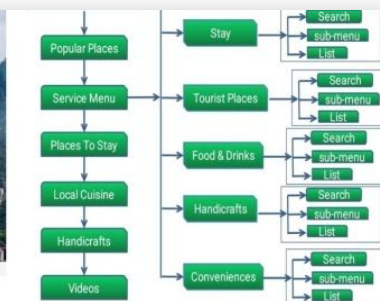 Popular Places
Service Menu
Places To Stay
Local Cuisine
Handicrafts
Videos
Stay
Search
sub-menu
List
Tourist Places
Search
sub-menu
List
Food & Drinks
Search
sub-menu
List
Handicrafts
Search
sub-menu
List
Conveniences
Search
sub-menu
List